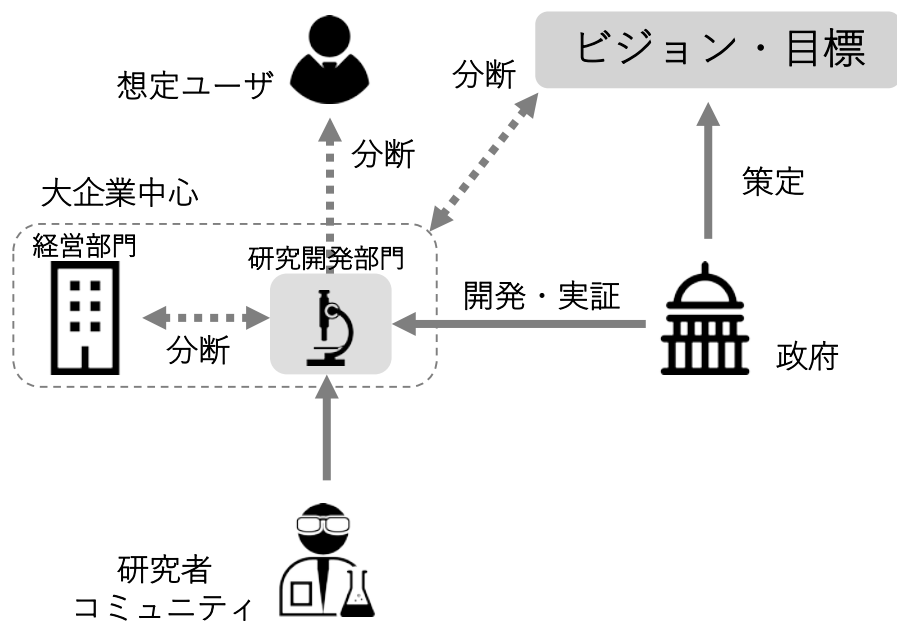 ビジョン・目標
想定ユーザ
分断
分断
大企業中心
策定
経営部門
研究開発部門
開発・実証
分断
政府
研究者
コミュニティ